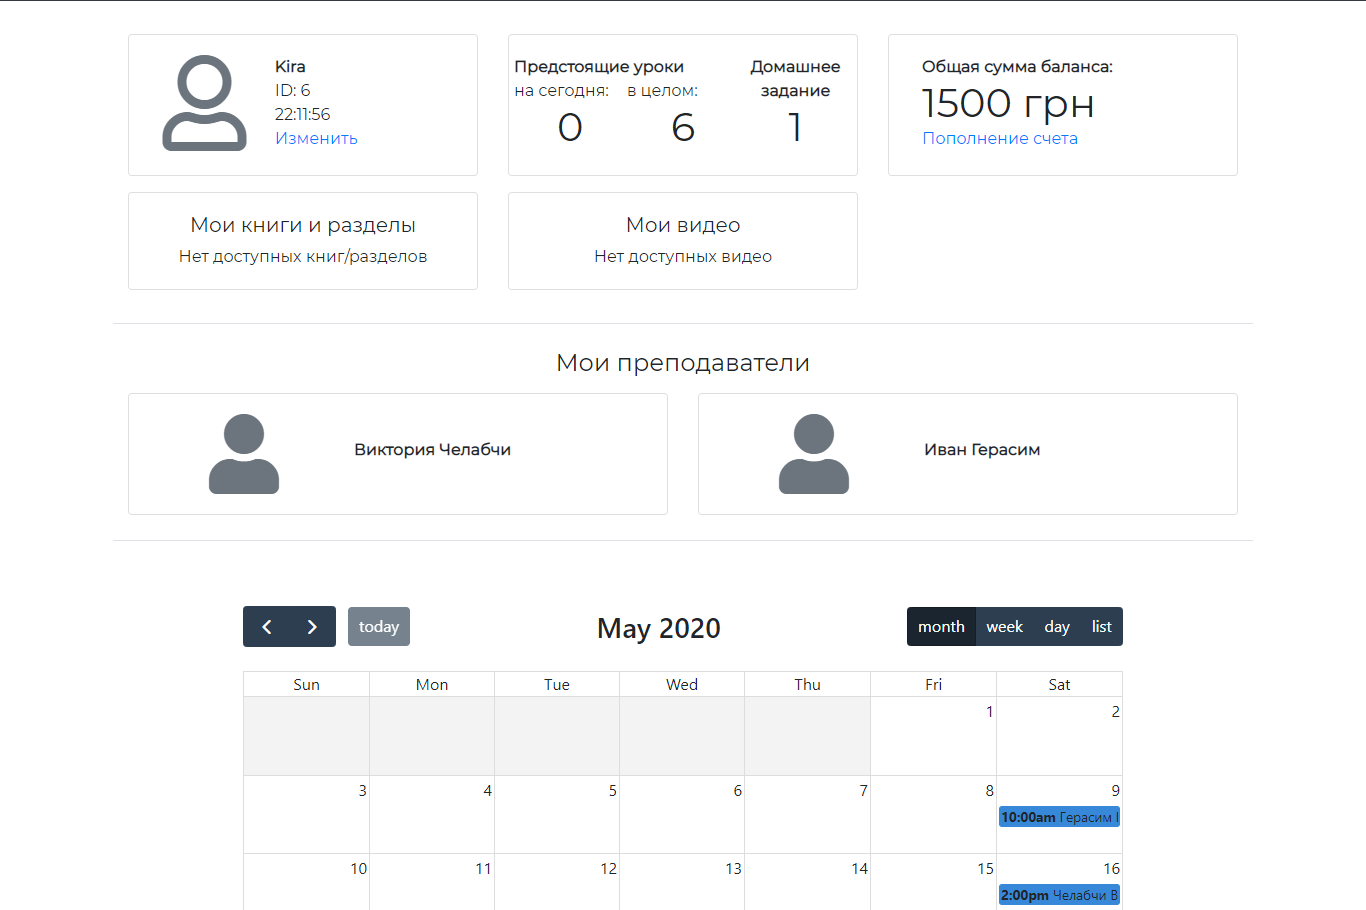 Kira
ID: 6
22:11:56
Изменить
Предстоящие уроки
на сегодня: в целом:
0 6
Домашнее
задание
1
Общая сумма баланса:
1500 грн
Пополнение счета
Мои книги и разделы
Нет доступных книг/разделов
Мои видео
Нет доступных видео
Мои преподаватели
Виктория Челабчи
Иван Герасим
today
May 2020
month week day list
Sun Mon Tue Wed Thu Fri Sat
1 2
3 4 5 6 7 8 9
10:00am Герасим
10 11 12 13 14 15 16
2:00pm Челабчи В